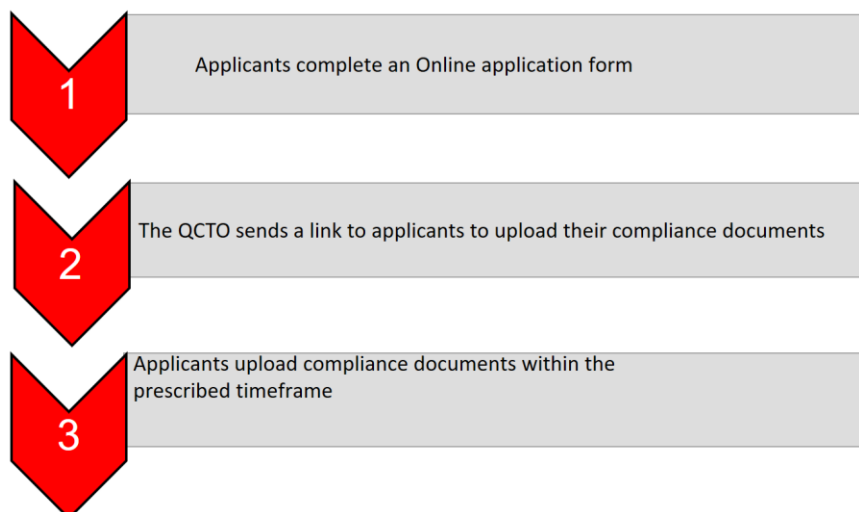 1
Applicants complete an Online application form
2
The QCTO sends a link to applicants to upload their compliance documents
3
Applicants upload compliance documents within the
prescribed timeframe